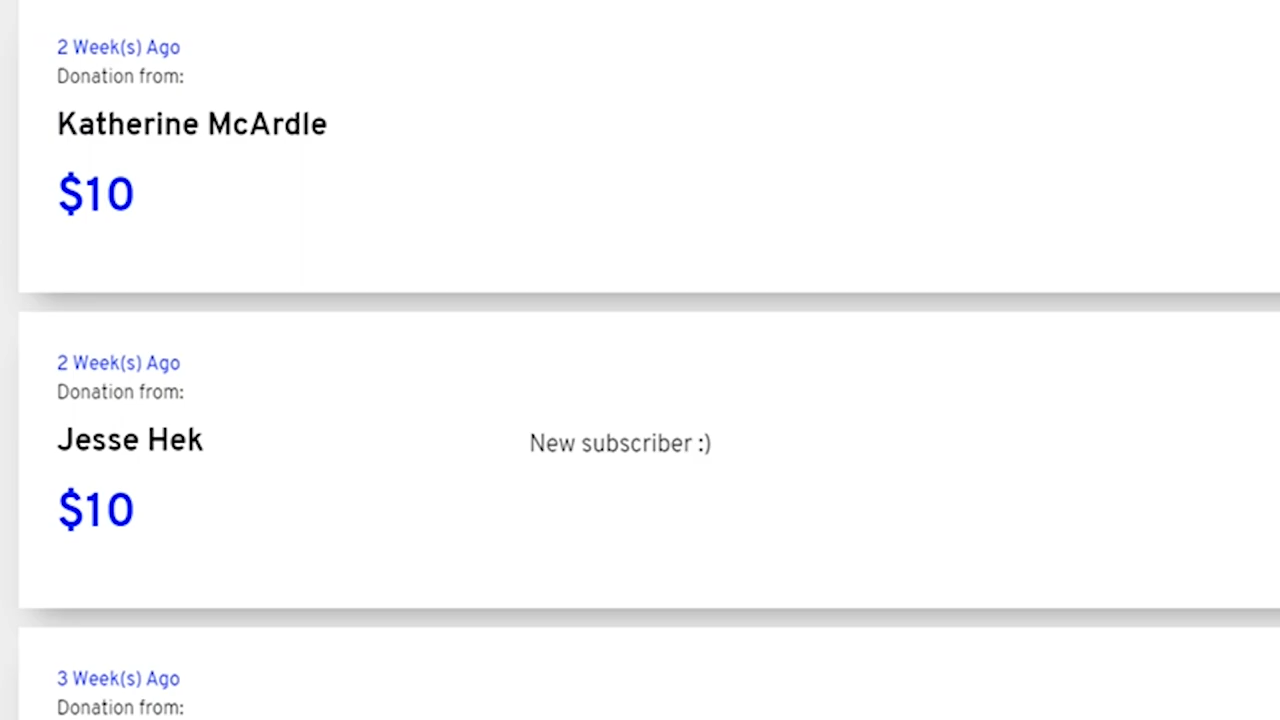 2 Week(s) Ago
Donation from:
Katherine McArdle
$10
2 Week(s) Ago
Donation from:
Jesse Hek
New subscriber :)
$10
3 Week(s) Ago
Donation from: